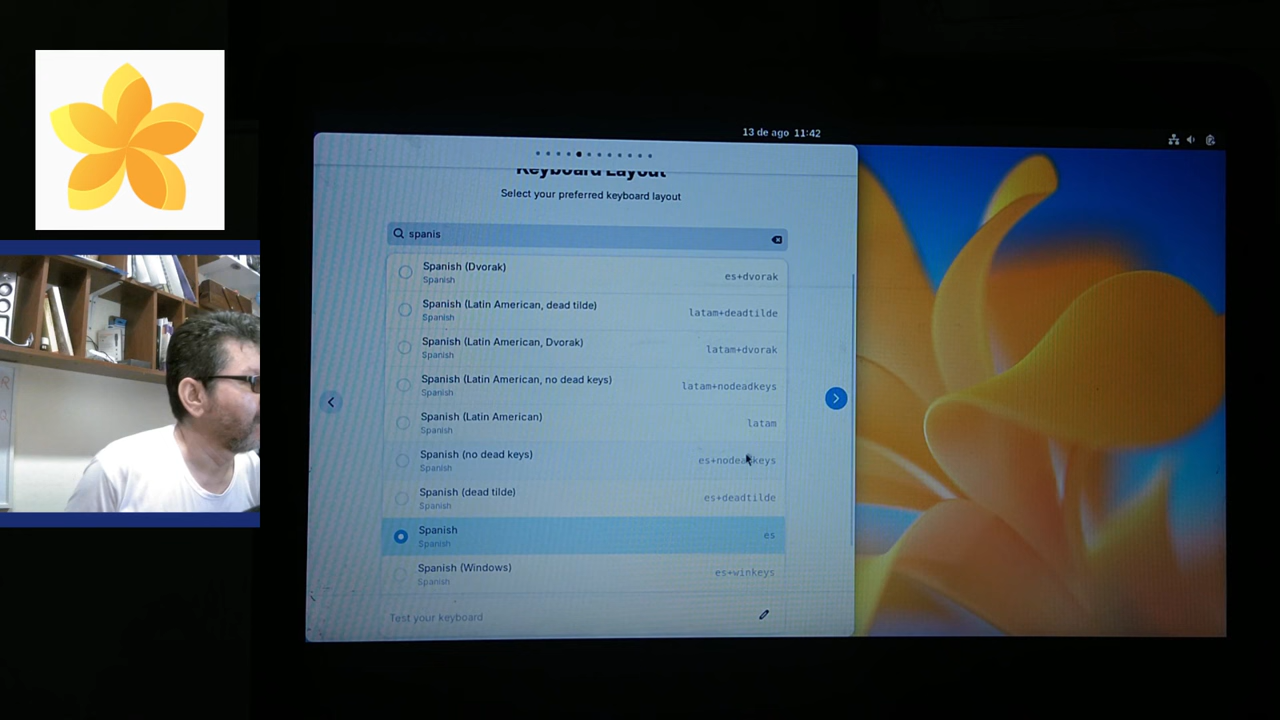 13 de ago 11:42
Keyboard Layout
Select your preferred keyboard layout
spanis
Spanish (Dvorak)
Spanish
es+dvorak
Spanish (Latin American, dead tilde)
Spanish
latam+deadtilde
Spanish (Latin American, Dvorak)
Spanish
latam+dvorak
Spanish (Latin American, no dead keys)
Spanish
latam+nodeadkeys
Spanish (Latin American)
Spanish
latam
Spanish (no dead keys)
Spanish
es+nodeadkeys
Spanish (dead tilde)
Spanish
es+deadtilde
Spanish
Spanish
es
Spanish (Windows)
Spanish
es+winkeys
Test your keyboard